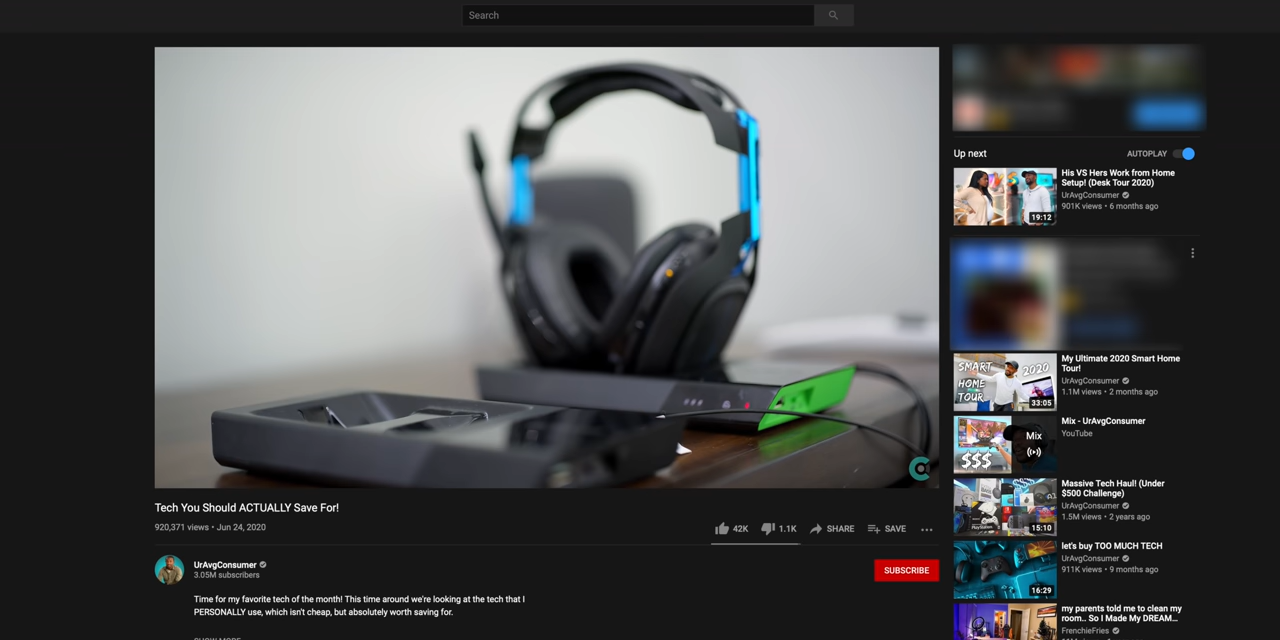 Search
Up next
AUTOPLAY
His VS Hers Work from Home
Setup! (Desk Tour 2020)
UrAvgConsumer
901K views • 6 months ago
19:12
My Ultimate 2020 Smart Home
Tour!
UrAvgConsumer
1.1M views • 2 months ago
SMART
HOME
TOUR
2020
33:05
Mix - UrAvgConsumer
YouTube
Mix
$$$
Massive Tech Haul! (Under
$500 Challenge)
UrAvgConsumer
1.5M views • 2 years ago
15:10
let's buy TOO MUCH TECH
UrAvgConsumer
911K views • 9 months ago
16:29
my parents told me to clean my
room.. So I Made My DREAM...
FrenchieFries
Tech You Should ACTUALLY Save For!
920,371 views • Jun 24, 2020
42K
1.1K
SHARE
SAVE
UrAvgConsumer
3.05M subscribers
SUBSCRIBE
Time for my favorite tech of the month! This time around we're looking at the tech that I
PERSONALLY use, which isn't cheap, but absolutely worth saving for.
SHOW MORE